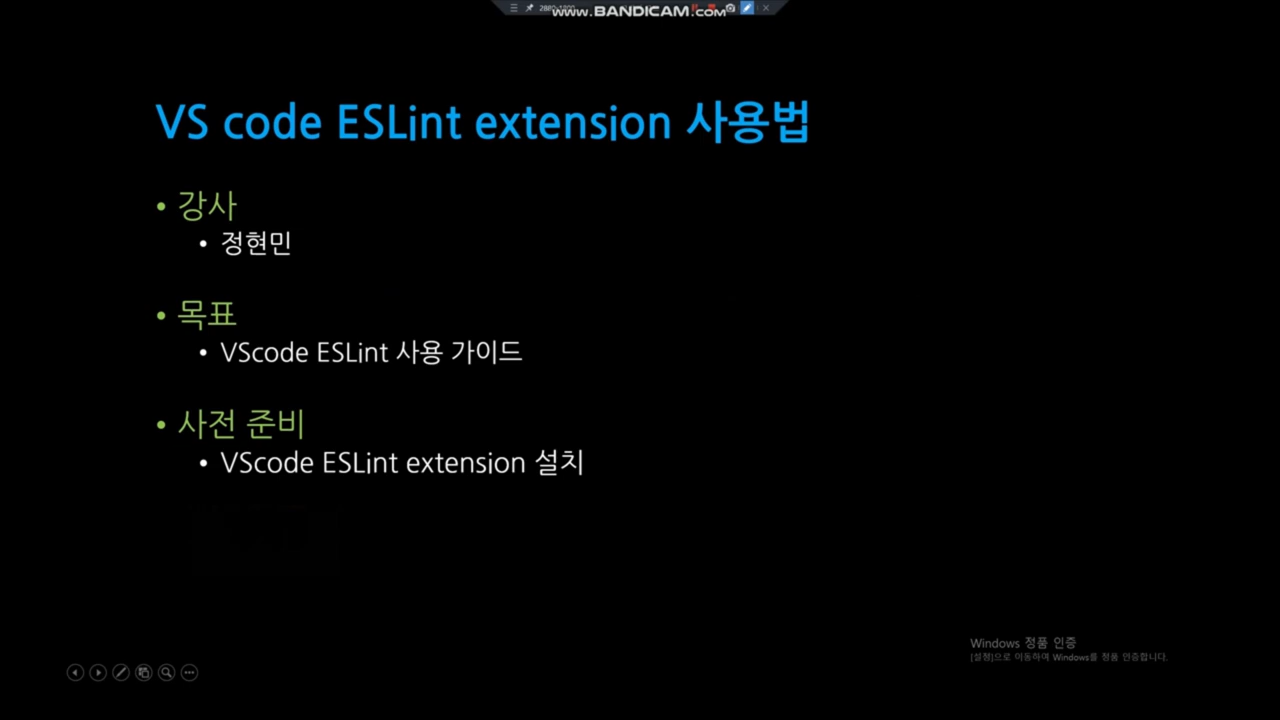 www.BANDICAM.com
VS code ESLint extension 사용법
• 강사
• 정현민
• 목표
• VScode ESLint 사용 가이드
• 사전 준비
• VScode ESLint extension 설치
Windows 정품 인증
[설정]으로 이동하여 Windows를 정품 인증합니다.